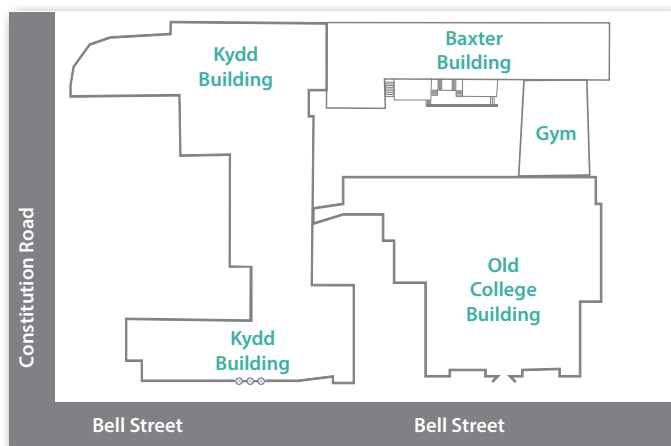 Kydd
Building
Baxter
Building
Gym
Constitution Road
Old
College
Building
Kydd
Building
Bell Street
Bell Street